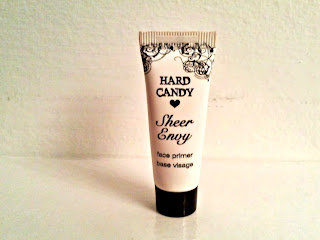 HARD
CANDY
Sheer
Envy
face primer
base visage